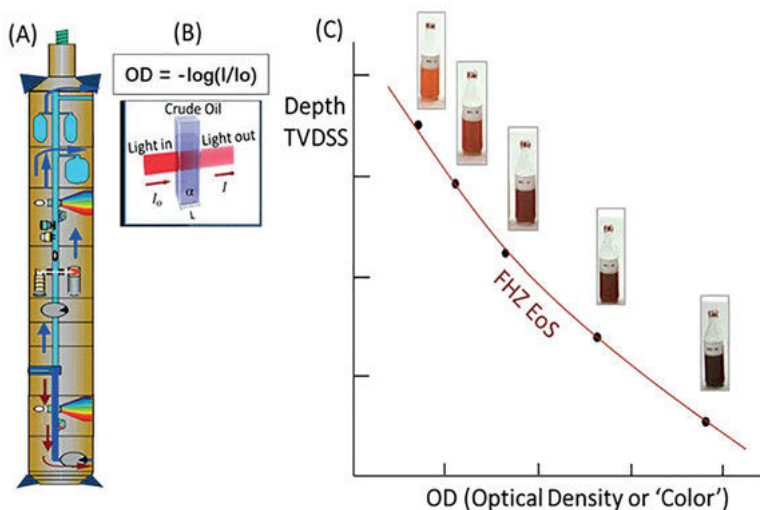 (A)
(B)
OD = -log(I/Io)
Crude Oil
Light in
Light out
Io
α
I
L
(C)
Depth
TVDSS
FHZ EoS
OD (Optical Density or 'Color')